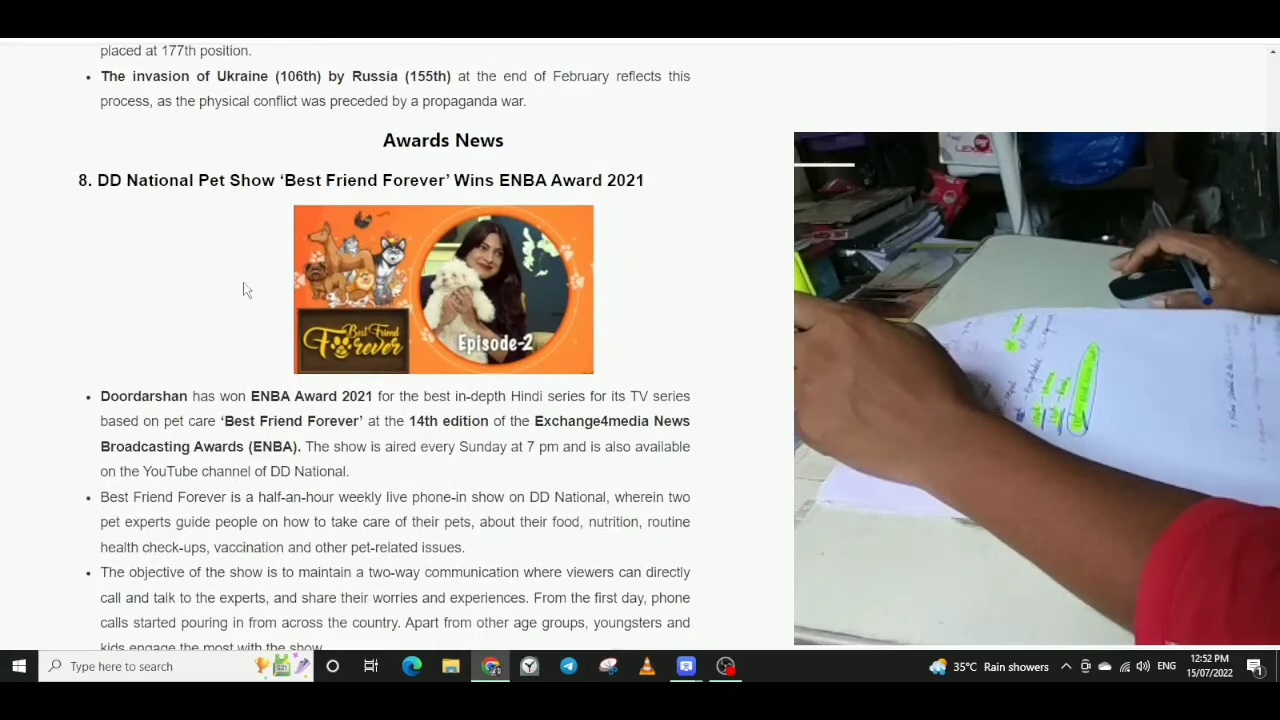 placed at 177th position.
• The invasion of Ukraine (106th) by Russia (155th) at the end of February reflects this
process, as the physical conflict was preceded by a propaganda war.
Awards News
8. DD National Pet Show ‘Best Friend Forever’ Wins ENBA Award 2021
Best Friend
Forever
Episode-2
• Doordarshan has won ENBA Award 2021 for the best in-depth Hindi series for its TV series
based on pet care ‘Best Friend Forever’ at the 14th edition of the Exchange4media News
Broadcasting Awards (ENBA). The show is aired every Sunday at 7 pm and is also available
on the YouTube channel of DD National.
• Best Friend Forever is a half-an-hour weekly live phone-in show on DD National, wherein two
pet experts guide people on how to take care of their pets, about their food, nutrition, routine
health check-ups, vaccination and other pet-related issues.
• The objective of the show is to maintain a two-way communication where viewers can directly
call and talk to the experts, and share their worries and experiences. From the first day, phone
calls started pouring in from across the country. Apart from other age groups, youngsters and
kids engage the most with the show.
Type here to search
35°C Rain showers
ENG
12:52 PM
15/07/2022